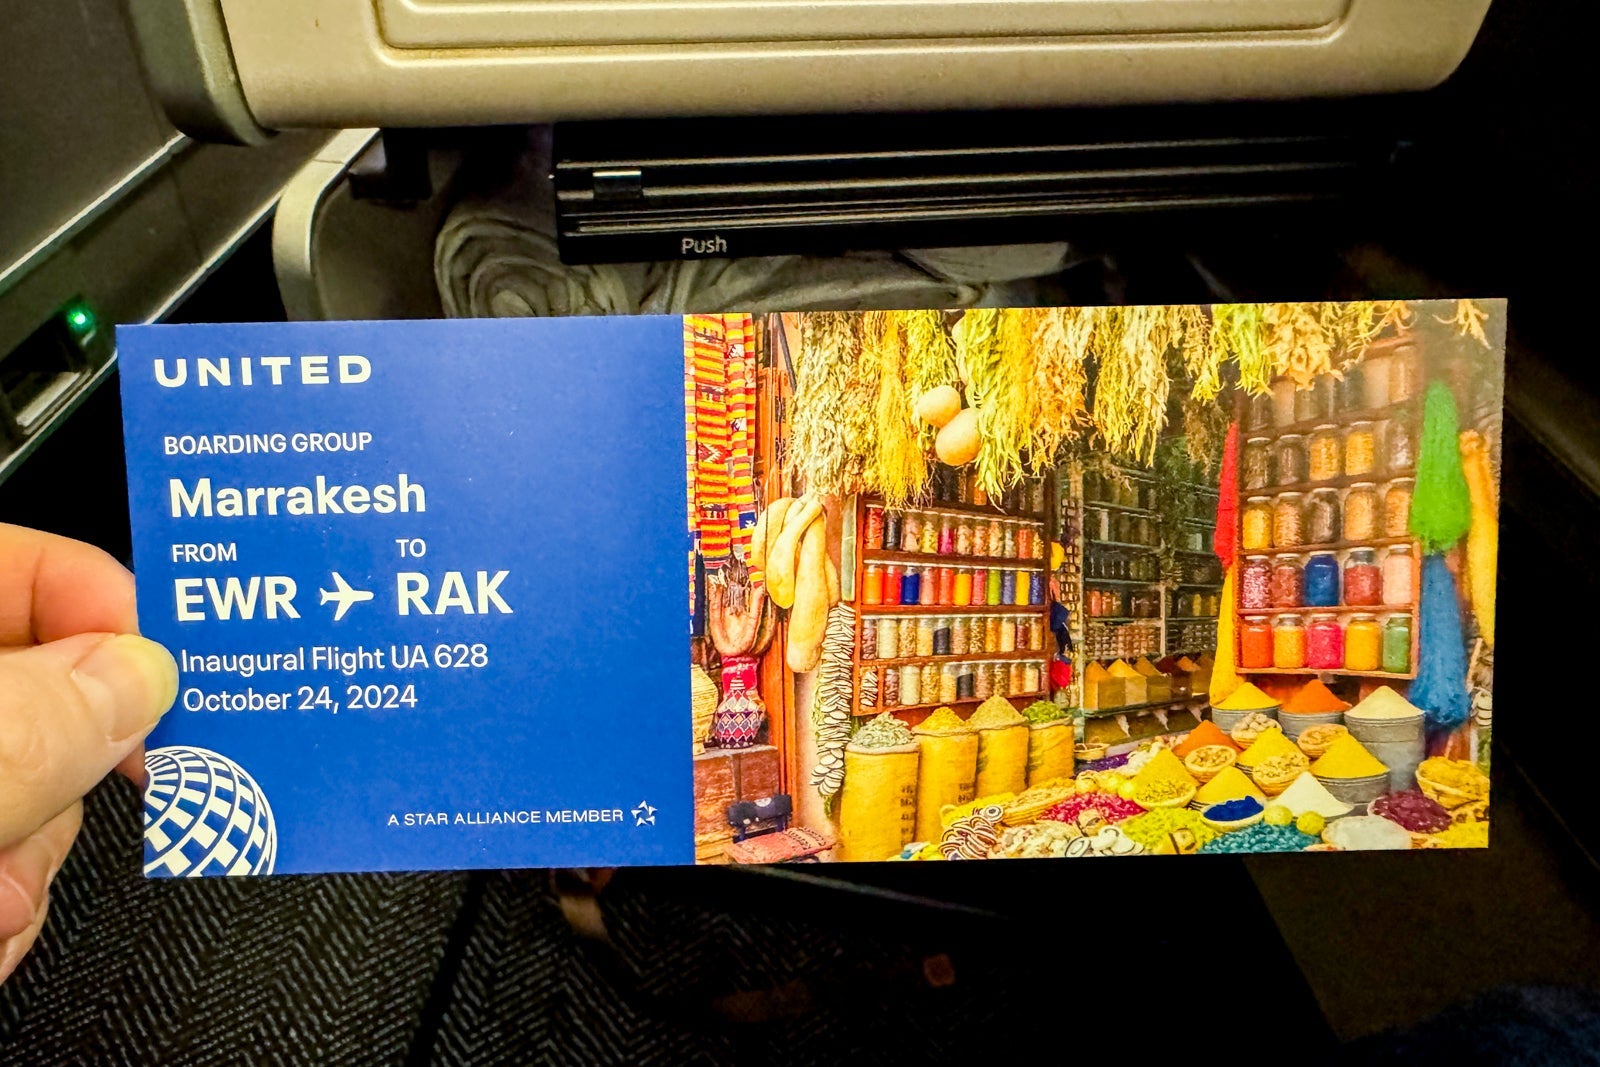 Push
UNITED
BOARDING GROUP
Marrakesh
FROM TO
EWR RAK
Inaugural Flight UA 628
October 24, 2024
A STAR ALLIANCE MEMBER